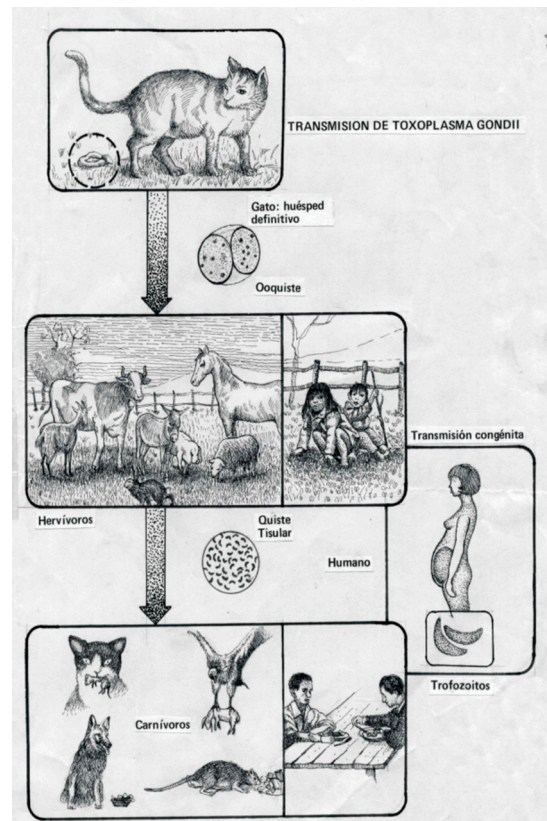 TRANSMISION DE TOXOPLASMA GONDII
Gato: huésped
definitivo
Ooquiste
Transmisión congénita
Hervívoros
Quiste
Tisular
Humano
Trofozoitos
Carnívoros